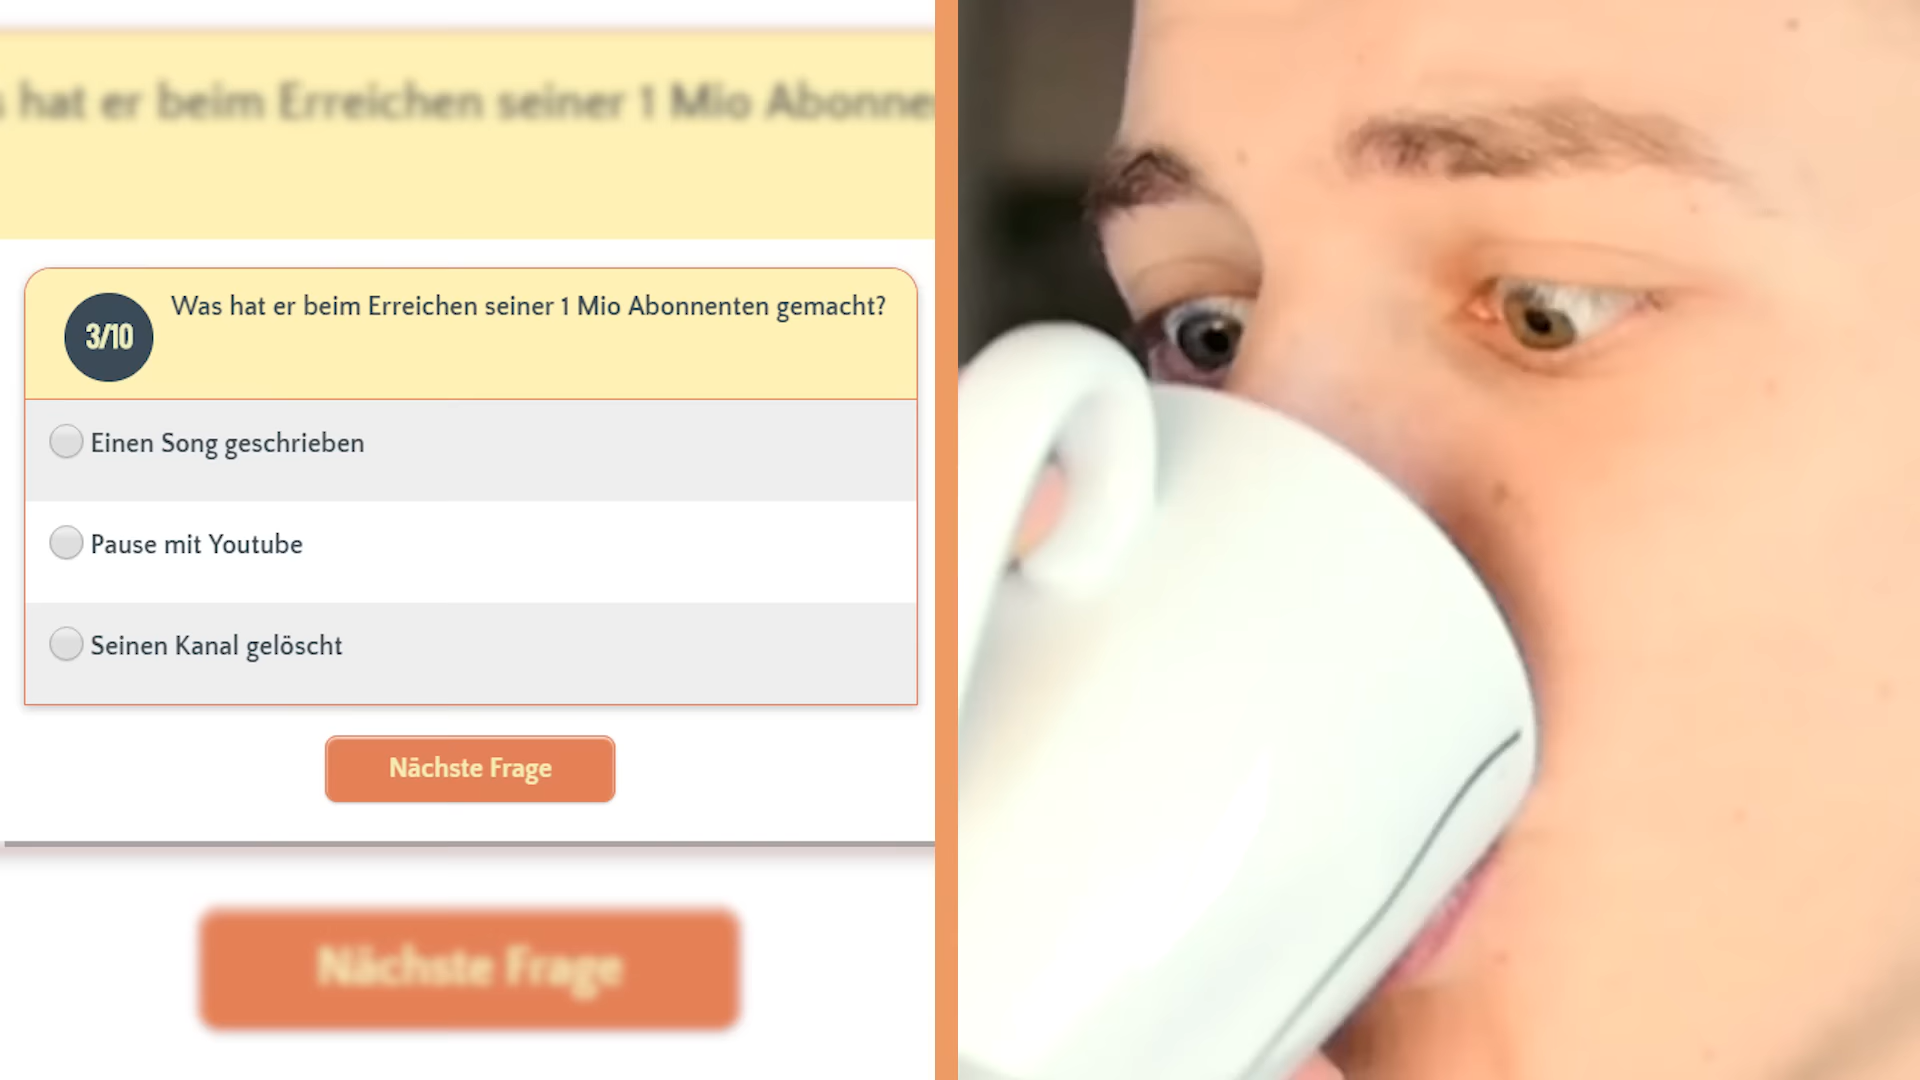 hat er beim Erreichen seiner 1 Mio
3/10
Was hat er beim Erreichen seiner 1 Mio Abonnenten gemacht?
Einen Song geschrieben
Pause mit Youtube
Seinen Kanal gelöscht
Nächste Frage
Nächste Frage